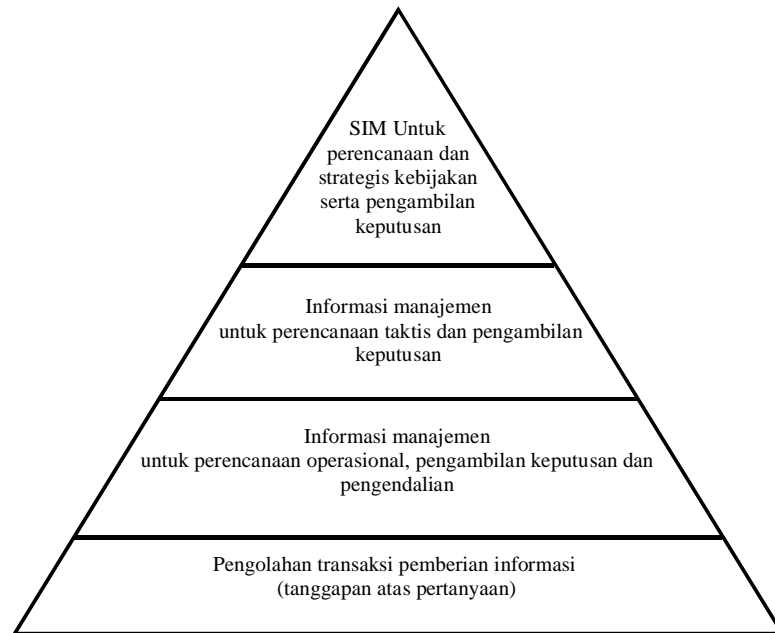 SIM Untuk
perencanaan dan
strategis kebijakan
serta pengambilan
keputusan
Informasi manajemen
untuk perencanaan taktis dan pengambilan
keputusan
Informasi manajemen
untuk perencanaan operasional, pengambilan keputusan dan
pengendalian
Pengolahan transaksi pemberian informasi
(tanggapan atas pertanyaan)